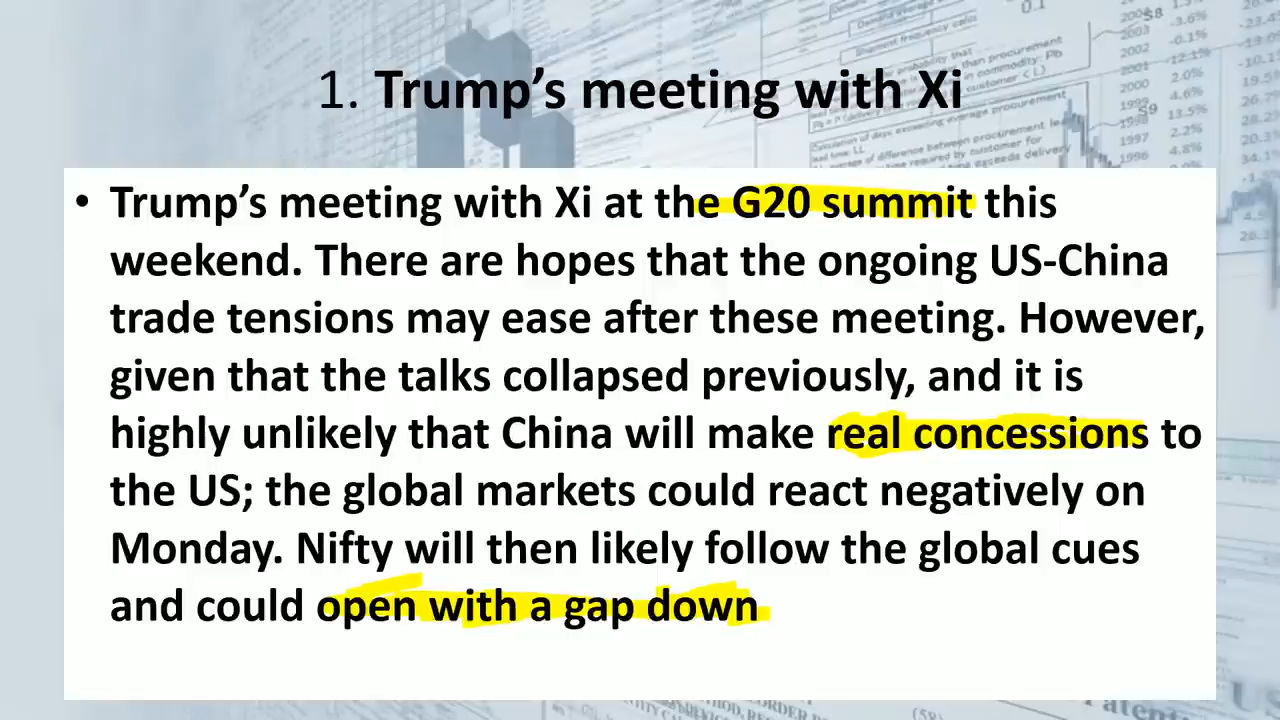 1. Trump's meeting with Xi
• Trump's meeting with Xi at the G20 summit this
weekend. There are hopes that the ongoing US-China
trade tensions may ease after these meeting. However,
given that the talks collapsed previously, and it is
highly unlikely that China will make real concessions to
the US; the global markets could react negatively on
Monday. Nifty will then likely follow the global cues
and could open with a gap down